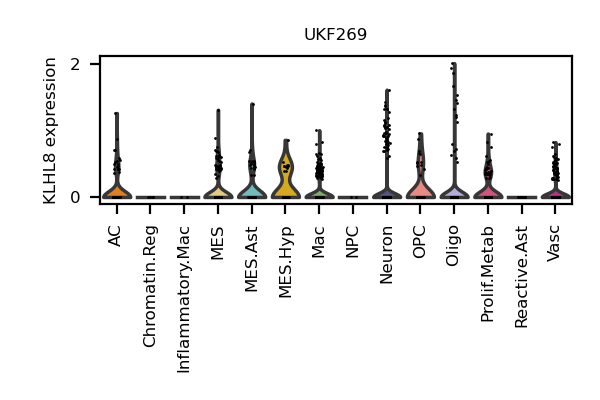 UKF269
KLHL8 expression
2
0
AC
Chromatin.Reg
Inflammatory.Mac
MES
MES.Ast
MES.Hyp
Mac
NPC
Neuron
OPC
Oligo
Prolif.Metab
Reactive.Ast
Vasc